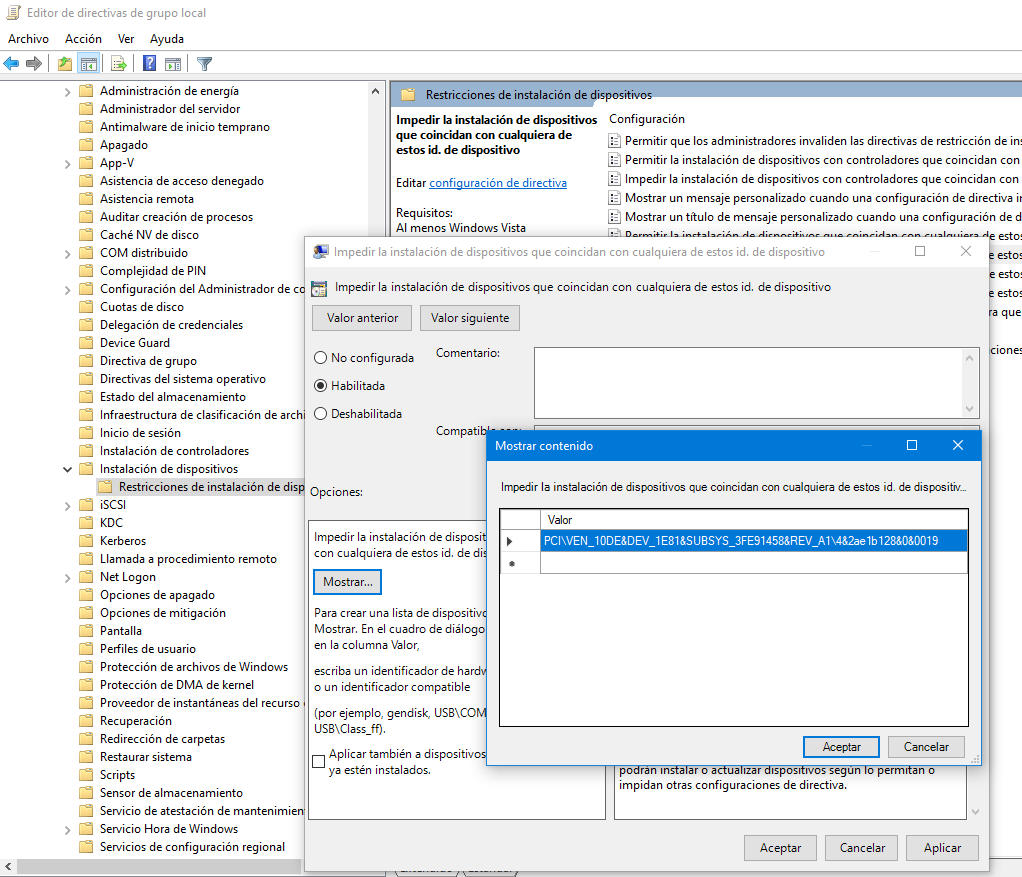 Editor de directivas de grupo local
Archivo Acción Ver Ayuda
Administración de energía
Administrador del servidor
Antimalware de inicio temprano
Apagado
App-V
Asistencia de acceso denegado
Asistencia remota
Auditar creación de procesos
Caché NV de disco
COM distribuido
Complejidad de PIN
Configuración del Administrador de co
Cuotas de disco
Delegación de credenciales
Device Guard
Directiva de grupo
Directivas del sistema operativo
Estado del almacenamiento
Infraestructura de clasificación de archi
Inicio de sesión
Instalación de controladores
Instalación de dispositivos
Restricciones de instalación de disp
iSCSI
KDC
Kerberos
Llamada a procedimiento remoto
Net Logon
Opciones de apagado
Opciones de mitigación
Pantalla
Perfiles de usuario
Protección de archivos de Windows
Protección de DMA de kernel
Proveedor de instantáneas del recurso
Recuperación
Redirección de carpetas
Restaurar sistema
Scripts
Sensor de almacenamiento
Servicio de atestación de mantenimien
Servicio Hora de Windows
Servicios de configuración regional
Restricciones de instalación de dispositivos
Impedir la instalación de dispositivos
que coincidan con cualquiera de
estos id. de dispositivo
Editar configuración de directiva
Requisitos:
Al menos Windows Vista
Configuración
Permitir que los administradores invaliden las directivas de restricción de ins
Permitir la instalación de dispositivos con controladores que coincidan con
Impedir la instalación de dispositivos con controladores que coincidan con
Mostrar un mensaje personalizado cuando una configuración de directiva in
Mostrar un título de mensaje personalizado cuando una configuración de d
Permitir la instalación de dispositivos que coincidan con cualquiera de estos
e estos
e estos
e estos
ra que
ciones
Impedir la instalación de dispositivos que coincidan con cualquiera de estos id. de dispositivo
Impedir la instalación de dispositivos que coincidan con cualquiera de estos id. de dispositivo
Valor anterior Valor siguiente
No configurada
Habilitada
Deshabilitada
Comentario:
Compatible con:
Opciones:
Impedir la instalación de dispositivo
con cualquiera de estos id. de dis
Mostrar...
Para crear una lista de dispositivo
Mostrar. En el cuadro de diálogo
en la columna Valor,
escriba un identificador de hardw
o un identificador compatible
(por ejemplo, gendisk, USB\COM
USB\Class_ff).
Aplicar también a dispositivos
ya estén instalados.
podrán instalar o actualizar dispositivos según lo permitan o
impidan otras configuraciones de directiva.
Aceptar Cancelar Aplicar
Mostrar contenido
Impedir la instalación de dispositivos que coincidan con cualquiera de estos id. de dispositiv...
Valor
PCI\VEN_10DE&DEV_1E81&SUBSYS_3FE91458&REV_A1\4&2ae1b128&0&0019
Aceptar Cancelar
Extendido Estándar